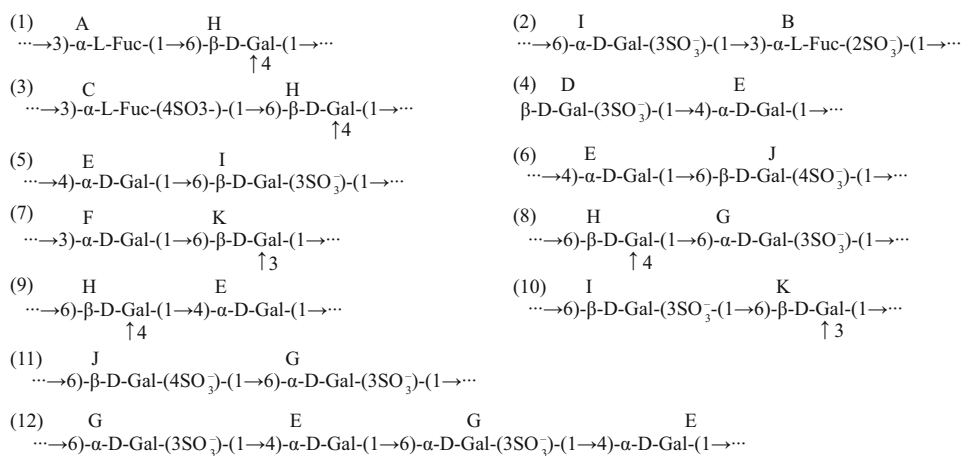 (1) A H
···→3)-α-L-Fuc-(1→6)-β-D-Gal-(1→···
↑4
(2) I B
···→6)-α-D-Gal-(3SO₃⁻)-(1→3)-α-L-Fuc-(2SO₃⁻)-(1→···
(3) C H
···→3)-α-L-Fuc-(4SO3-)-(1→6)-β-D-Gal-(1→···
↑4
(4) D E
β-D-Gal-(3SO₃⁻)-(1→4)-α-D-Gal-(1→···
(5) E I
···→4)-α-D-Gal-(1→6)-β-D-Gal-(3SO₃⁻)-(1→···
(6) E J
···→4)-α-D-Gal-(1→6)-β-D-Gal-(4SO₃⁻)-(1→···
(7) F K
···→3)-α-D-Gal-(1→6)-β-D-Gal-(1→···
↑3
(8) H G
···→6)-β-D-Gal-(1→6)-α-D-Gal-(3SO₃⁻)-(1→···
↑4
(9) H E
···→6)-β-D-Gal-(1→4)-α-D-Gal-(1→···
↑4
(10) I K
···→6)-β-D-Gal-(3SO₃⁻-(1→6)-β-D-Gal-(1→···
↑3
(11) J G
···→6)-β-D-Gal-(4SO₃⁻)-(1→6)-α-D-Gal-(3SO₃⁻)-(1→···
(12) G E G E
···→6)-α-D-Gal-(3SO₃⁻)-(1→4)-α-D-Gal-(1→6)-α-D-Gal-(3SO₃⁻)-(1→4)-α-D-Gal-(1→···